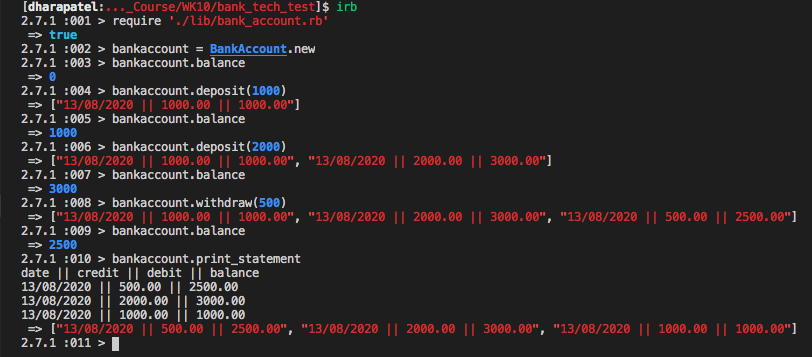 [dharapatel:..._Course/WK10/bank_tech_test]$ irb
2.7.1 :001 > require './lib/bank_account.rb'
 => true
2.7.1 :002 > bankaccount = BankAccount.new
2.7.1 :003 > bankaccount.balance
 => 0
2.7.1 :004 > bankaccount.deposit(1000)
 => ["13/08/2020 || 1000.00 || 1000.00"]
2.7.1 :005 > bankaccount.balance
 => 1000
2.7.1 :006 > bankaccount.deposit(2000)
 => ["13/08/2020 || 1000.00 || 1000.00", "13/08/2020 || 2000.00 || 3000.00"]
2.7.1 :007 > bankaccount.balance
 => 3000
2.7.1 :008 > bankaccount.withdraw(500)
 => ["13/08/2020 || 1000.00 || 1000.00", "13/08/2020 || 2000.00 || 3000.00", "13/08/2020 || 500.00 || 2500.00"]
2.7.1 :009 > bankaccount.balance
 => 2500
2.7.1 :010 > bankaccount.print_statement
date || credit || debit || balance
13/08/2020 || 500.00 || 2500.00
13/08/2020 || 2000.00 || 3000.00
13/08/2020 || 1000.00 || 1000.00
 => ["13/08/2020 || 500.00 || 2500.00", "13/08/2020 || 2000.00 || 3000.00", "13/08/2020 || 1000.00 || 1000.00"]
2.7.1 :011 >